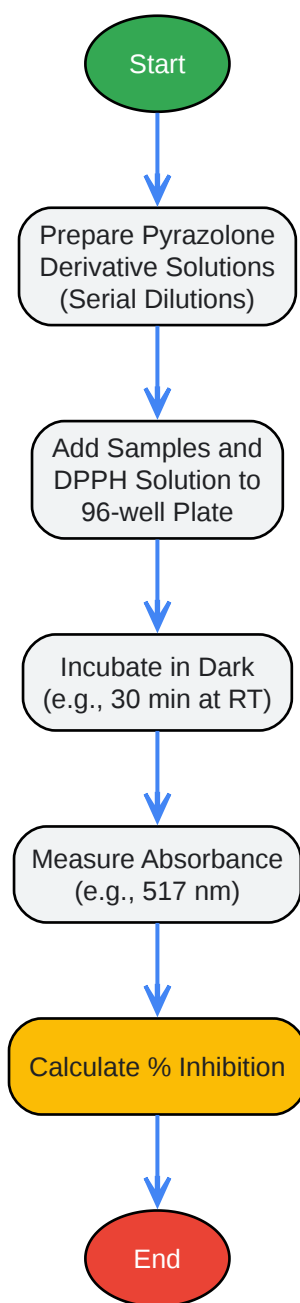 Start
Prepare Pyrazolone
Derivative Solutions
(Serial Dilutions)
Add Samples and
DPPH Solution to
96-well Plate
Incubate in Dark
(e.g., 30 min at RT)
Measure Absorbance
(e.g., 517 nm)
Calculate % Inhibition
End